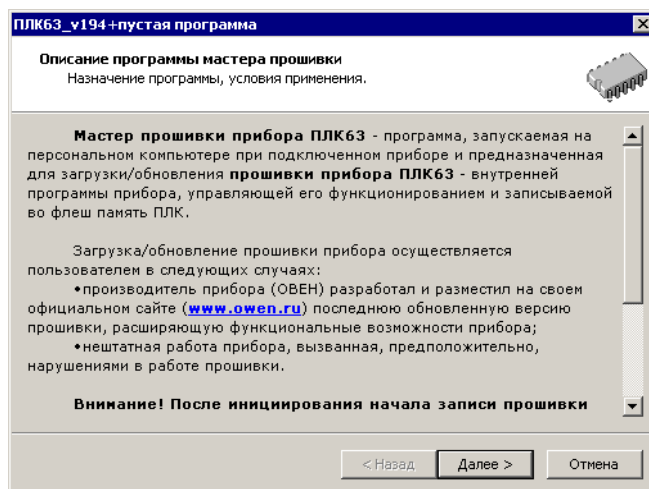 ПЛК63_v194+пустая программа
Описание программы мастера прошивки
Назначение программы, условия применения.
Мастер прошивки прибора ПЛК63 - программа, запускаемая на
персональном компьютере при подключенном приборе и предназначенная
для загрузки/обновления прошивки прибора ПЛК63 - внутренней
программы прибора, управляющей его функционированием и записываемой
во флеш память ПЛК.
Загрузка/обновление прошивки прибора осуществляется
пользователем в следующих случаях:
•производитель прибора (ОВЕН) разработал и разместил на своем
официальном сайте (www.owen.ru) последнюю обновленную версию
прошивки, расширяющую функциональные возможности прибора;
•нештатная работа прибора, вызванная, предположительно,
нарушениями в работе прошивки.
Внимание! После инициирования начала записи прошивки
< Назад
Далее >
Отмена